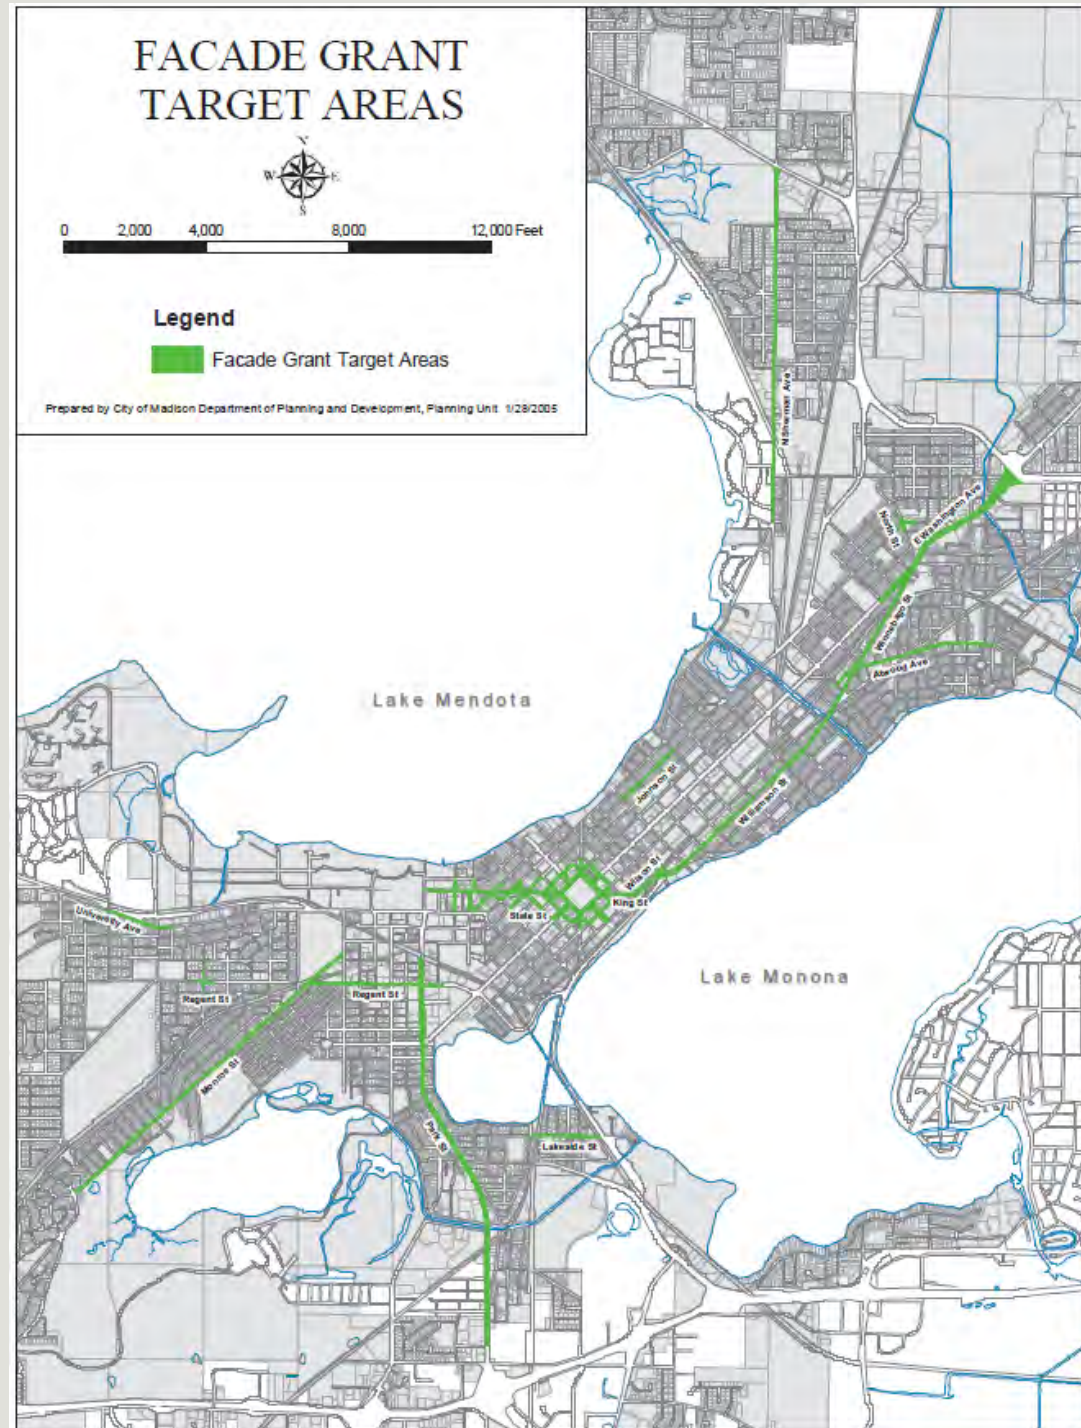 FACADE GRANT
TARGET AREAS
N
W E
S
0 2,000 4,000 8,000 12,000 Feet
Legend
Facade Grant Target Areas
Prepared by City of Madison Department of Planning and Development, Planning Unit 1/28/2005
N Sherman Ave
E Washington Ave
North St
Winnebago St
Atwood Ave
Lake Mendota
Johnson St
Williamson St
Wilson St
King St
State St
University Ave
Lake Monona
Regent St
Regent St
Monroe St
Park St
Lakeside St